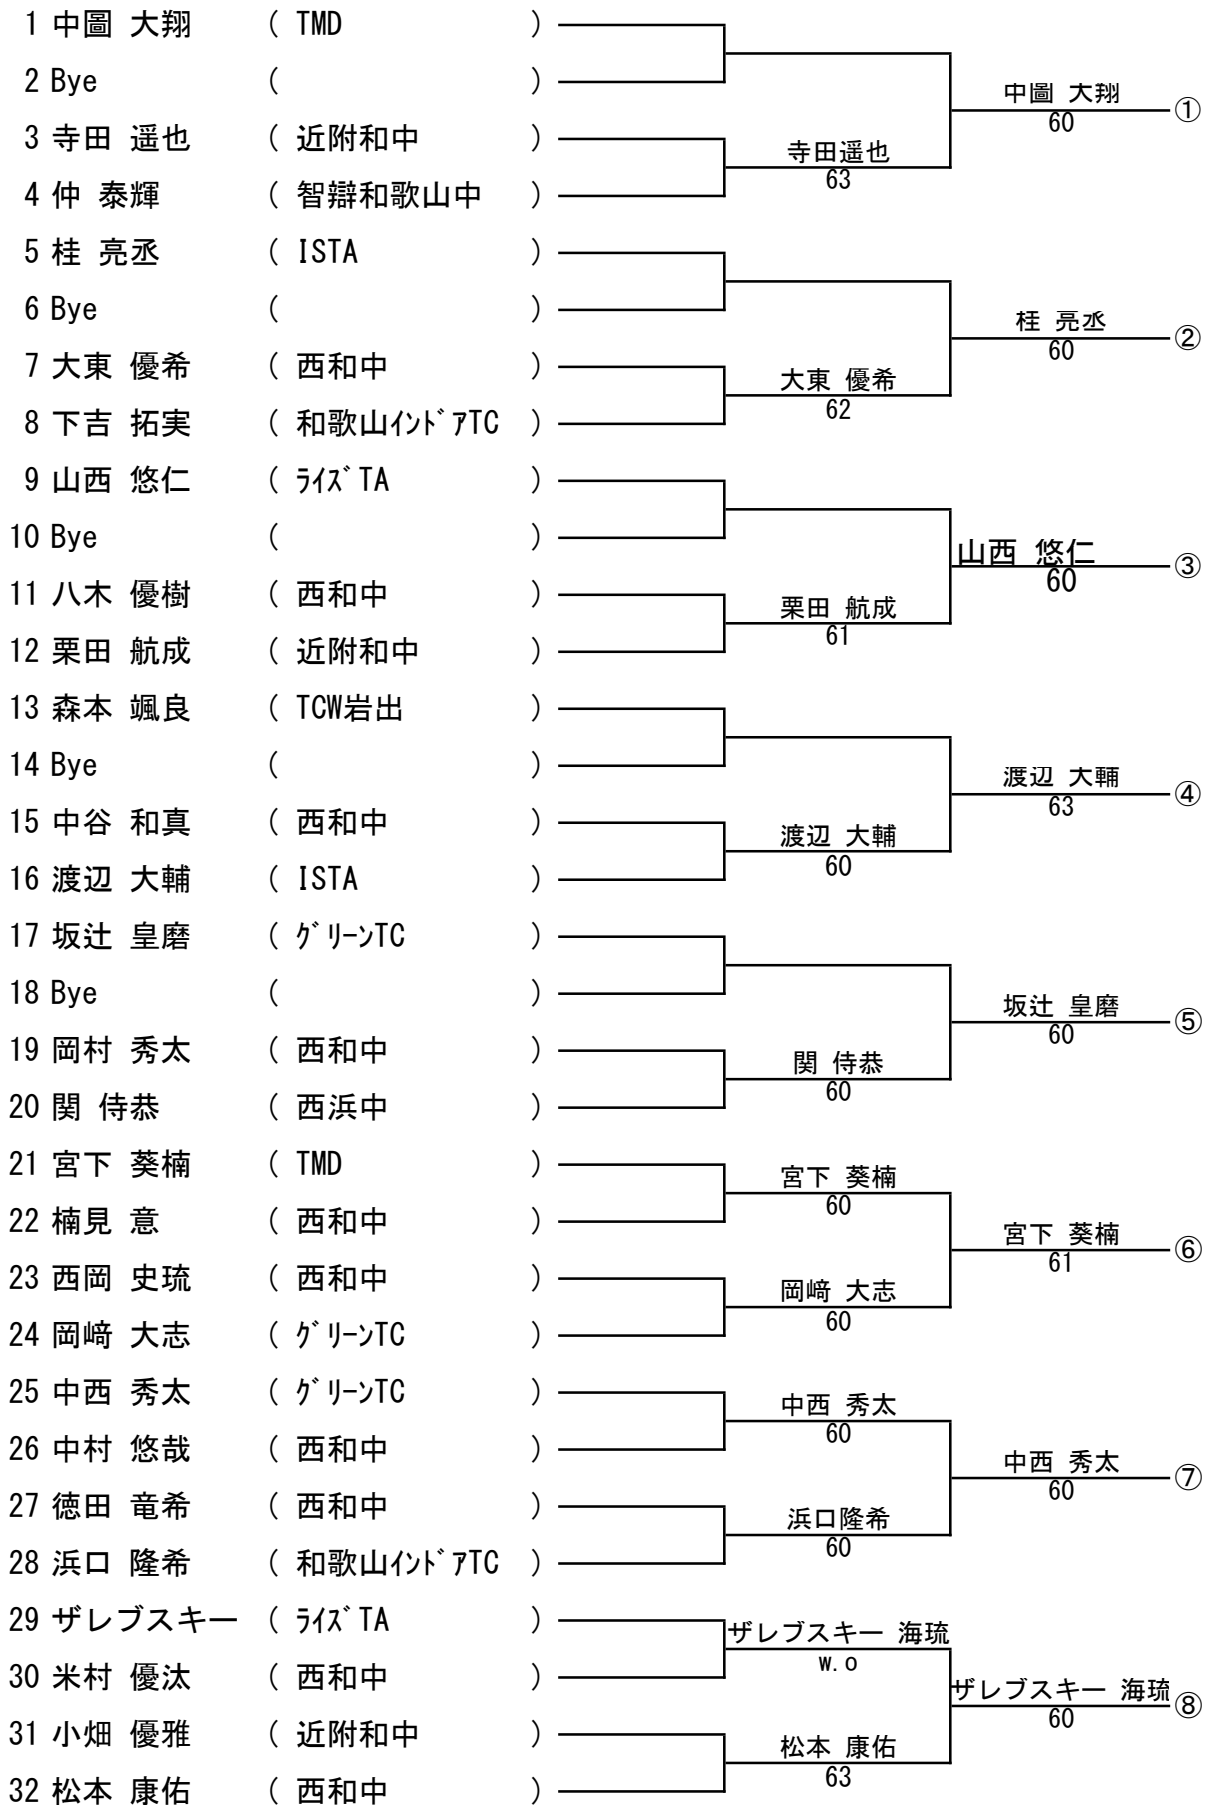 1 中圖 大翔 ( TMD )
2 Bye ( )
中圖 大翔 ①
60
3 寺田 遥也 ( 近附和中 )
寺田遥也
63
4 仲 泰輝 ( 智辯和歌山中 )
5 桂 亮丞 ( ISTA )
6 Bye ( )
桂 亮丞 ②
60
7 大東 優希 ( 西和中 )
大東 優希
62
8 下吉 拓実 ( 和歌山ｲﾝﾄﾞｱTC )
9 山西 悠仁 ( ﾗｲｽﾞTA )
10 Bye ( )
山西 悠仁 ③
60
11 八木 優樹 ( 西和中 )
栗田 航成
61
12 栗田 航成 ( 近附和中 )
13 森本 颯良 ( TCW岩出 )
14 Bye ( )
渡辺 大輔 ④
63
15 中谷 和真 ( 西和中 )
渡辺 大輔
60
16 渡辺 大輔 ( ISTA )
17 坂辻 皇磨 ( ｸﾞﾘｰﾝTC )
18 Bye ( )
坂辻 皇磨 ⑤
60
19 岡村 秀太 ( 西和中 )
関 侍恭
60
20 関 侍恭 ( 西浜中 )
21 宮下 葵楠 ( TMD )
宮下 葵楠
60
22 楠見 意 ( 西和中 )
宮下 葵楠 ⑥
61
23 西岡 史琉 ( 西和中 )
岡﨑 大志
60
24 岡﨑 大志 ( ｸﾞﾘｰﾝTC )
25 中西 秀太 ( ｸﾞﾘｰﾝTC )
中西 秀太
60
26 中村 悠哉 ( 西和中 )
中西 秀太 ⑦
60
27 徳田 竜希 ( 西和中 )
浜口隆希
60
28 浜口 隆希 ( 和歌山ｲﾝﾄﾞｱTC )
29 ザレブスキー ( ﾗｲｽﾞTA )
ザレブスキー 海琉
w.o
30 米村 優汰 ( 西和中 )
ザレブスキー 海琉 ⑧
60
31 小畑 優雅 ( 近附和中 )
松本 康佑
63
32 松本 康佑 ( 西和中 )